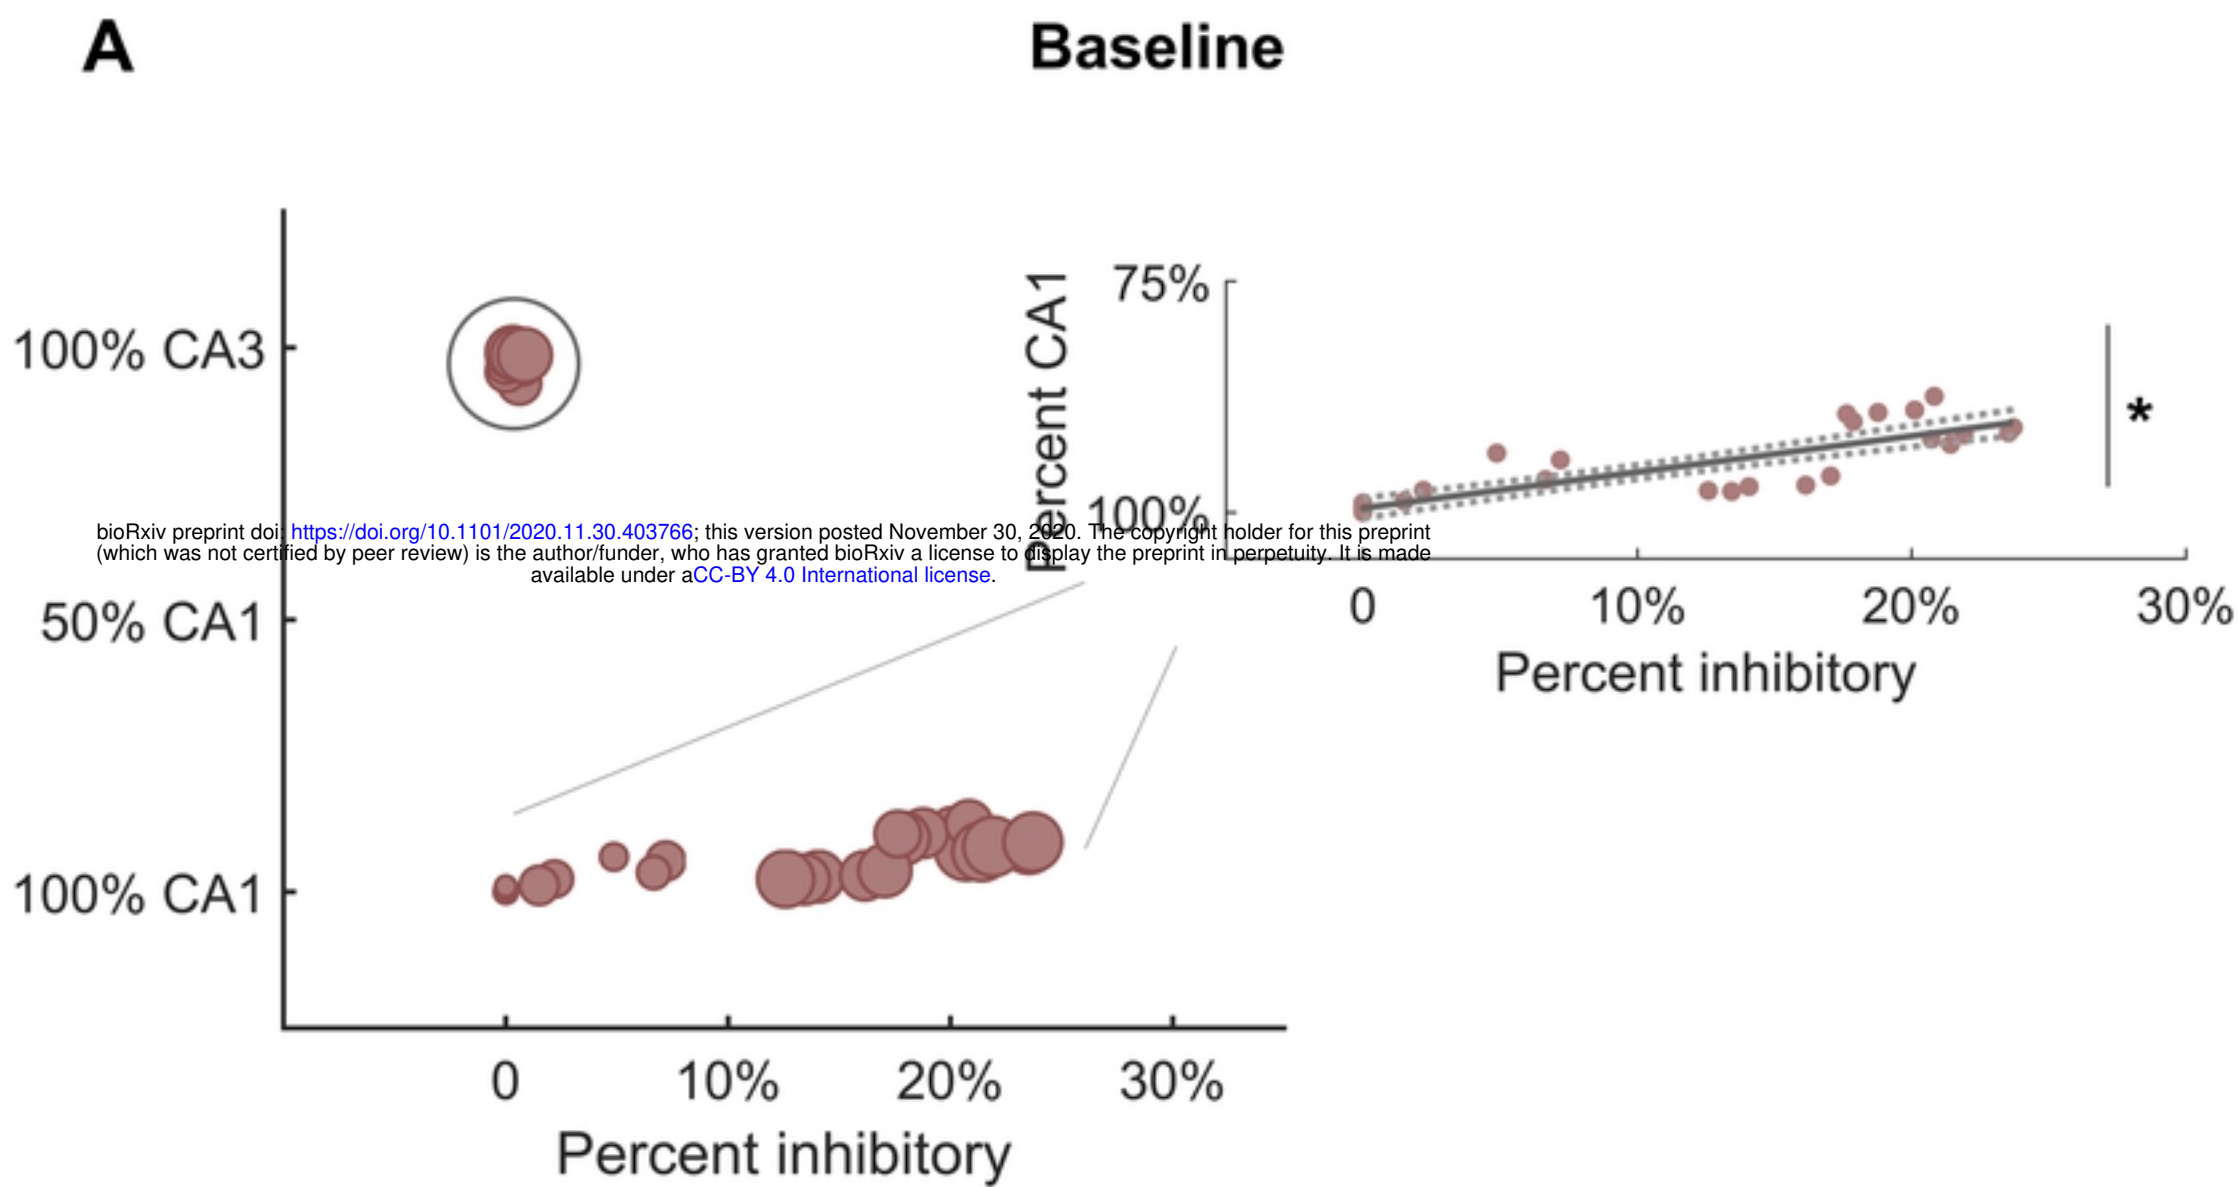 A
Baseline
100% CA3
50% CA1
100% CA1
0 10% 20% 30%
Percent inhibitory
Percent CA1
75%
100%
0 10% 20% 30%
Percent inhibitory
*
bioRxiv preprint doi: https://doi.org/10.1101/2020.11.30.403766; this version posted November 30, 2020. The copyright holder for this preprint
(which was not certified by peer review) is the author/funder, who has granted bioRxiv a license to display the preprint in perpetuity. It is made
available under aCC-BY 4.0 International license.